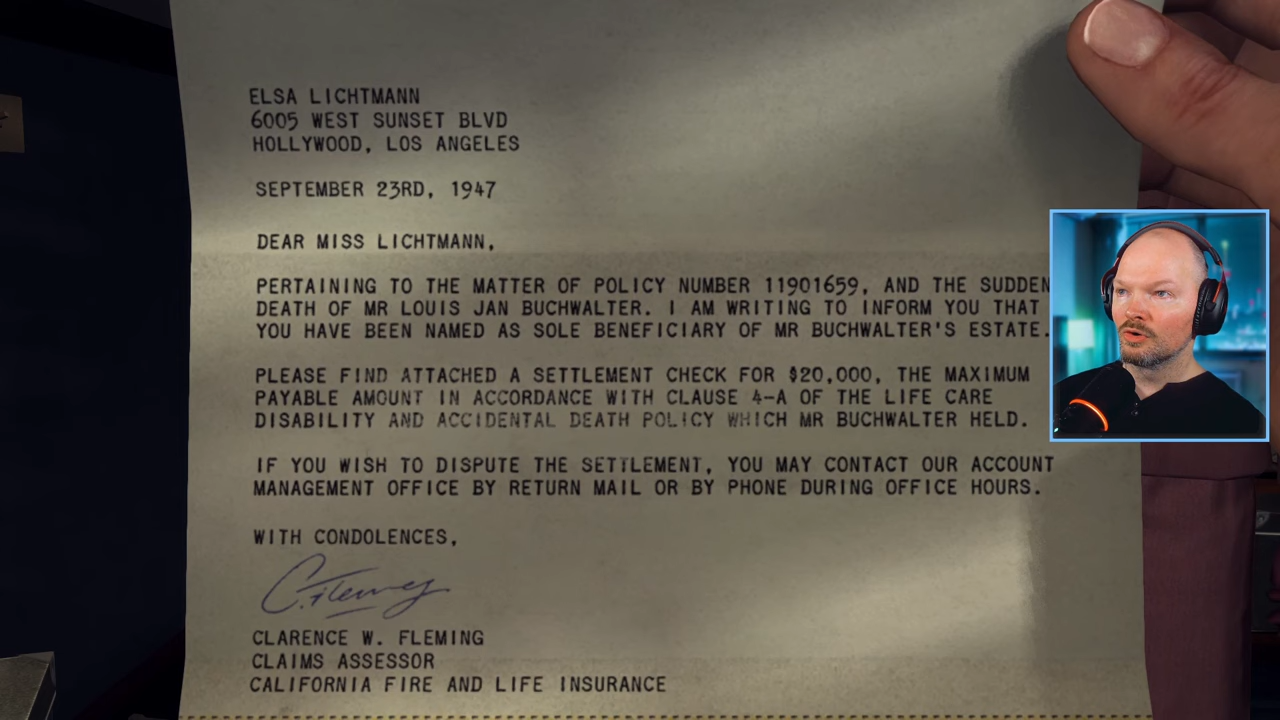 ELSA LICHTMANN
6005 WEST SUNSET BLVD
HOLLYWOOD, LOS ANGELES
SEPTEMBER 23RD, 1947
DEAR MISS LICHTMANN,
PERTAINING TO THE MATTER OF POLICY NUMBER 11901659, AND THE SUDDEN
DEATH OF MR LOUIS JAN BUCHWALTER. I AM WRITING TO INFORM YOU THAT
YOU HAVE BEEN NAMED AS SOLE BENEFICIARY OF MR BUCHWALTER'S ESTATE.
PLEASE FIND ATTACHED A SETTLEMENT CHECK FOR $20,000, THE MAXIMUM
PAYABLE AMOUNT IN ACCORDANCE WITH CLAUSE 4-A OF THE LIFE CARE
DISABILITY AND ACCIDENTAL DEATH POLICY WHICH MR BUCHWALTER HELD.
IF YOU WISH TO DISPUTE THE SETTLEMENT, YOU MAY CONTACT OUR ACCOUNT
MANAGEMENT OFFICE BY RETURN MAIL OR BY PHONE DURING OFFICE HOURS.
WITH CONDOLENCES,
C. Fleming
CLARENCE W. FLEMING
CLAIMS ASSESSOR
CALIFORNIA FIRE AND LIFE INSURANCE